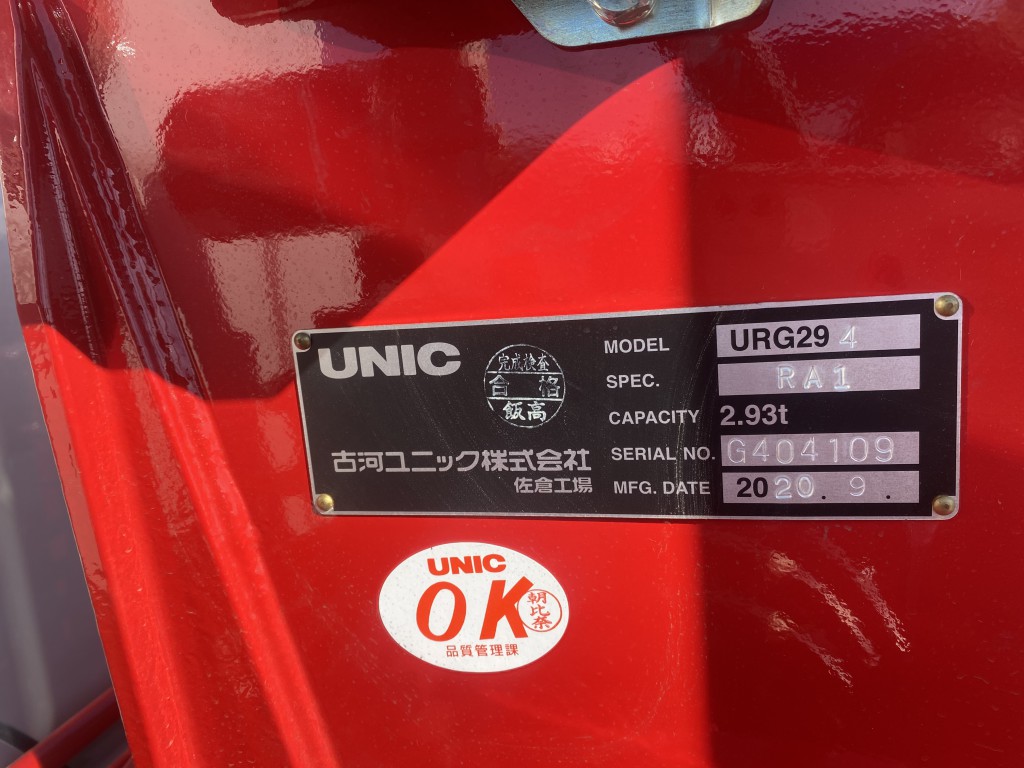 UNIC
完成検査
合格
飯高
古河ユニック株式会社
佐倉工場
MODEL URG294
SPEC. RA1
CAPACITY 2.93t
SERIAL NO. G404109
MFG. DATE 2020. 9.
UNIC
OK
朝比奈
品質管理課